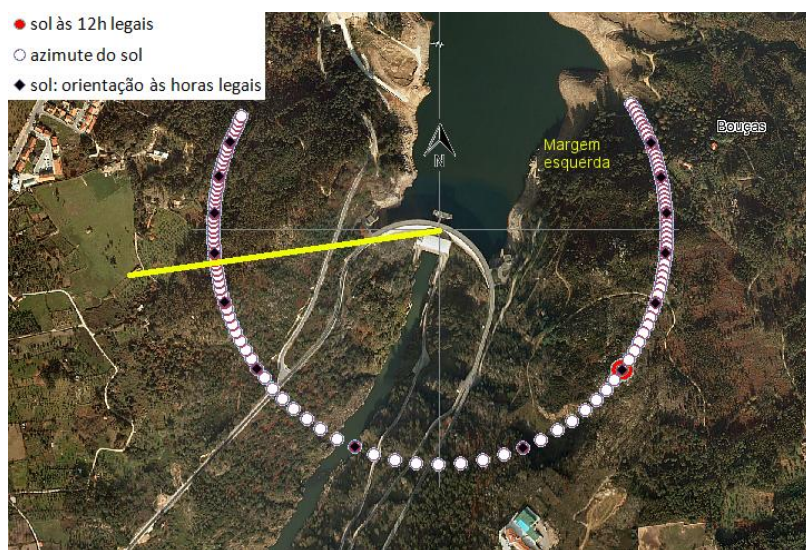 sol às 12h legais
azimute do sol
sol: orientação às horas legais
Bouças
N
Margem
esquerda